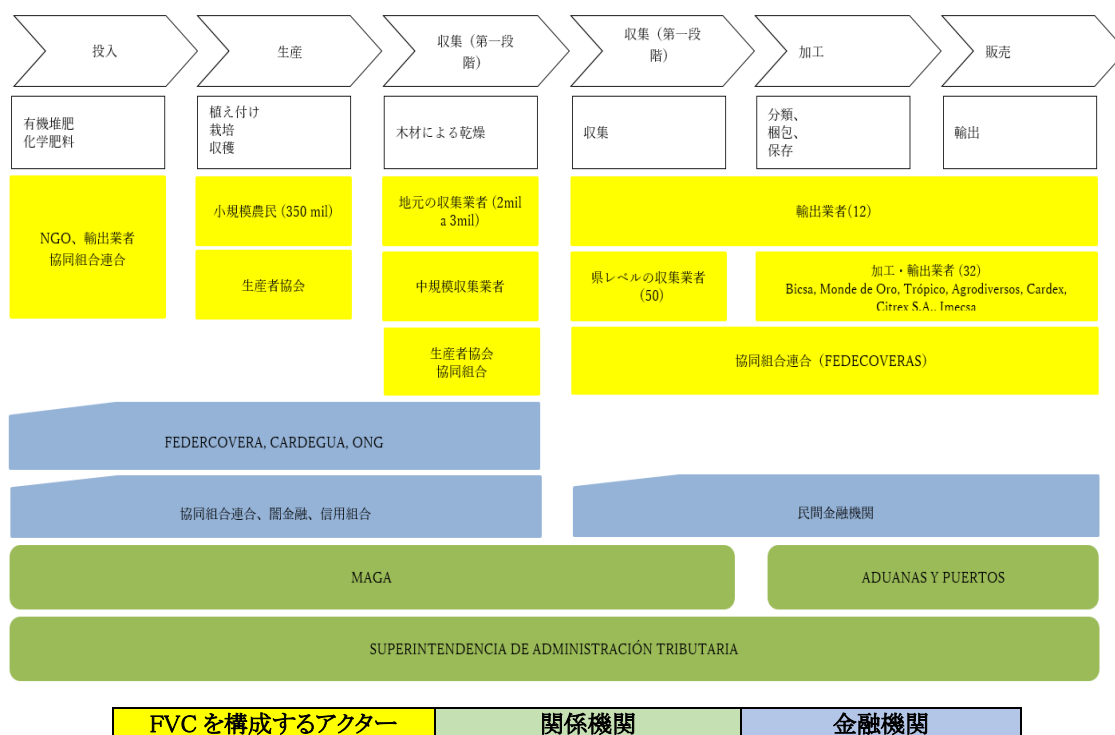 投入
生産
収集（第一段
階）
収集（第一段
階）
加工
販売
有機堆肥
化学肥料
植え付け
栽培
収穫
木材による乾燥
収集
分類、
梱包、
保存
輸出
NGO、輸出業者
協同組合連合
小規模農民 (350 mil)
地元の収集業者 (2mil
a 3mil)
輸出業者(12)
生産者協会
中規模収集業者
県レベルの収集業者
(50)
加工・輸出業者 (32)
Bicsa, Monde de Oro, Trópico, Agrodiversos, Cardex,
Citrex S.A., Imecsa
生産者協会
協同組合
協同組合連合（FEDECOVERAS）
FEDERCOVERA, CARDEGUA, ONG
協同組合連合、闇金融、信用組合
民間金融機関
MAGA
ADUANAS Y PUERTOS
SUPERINTENDENCIA DE ADMINISTRACIÓN TRIBUTARIA
FVC を構成するアクター
関係機関
金融機関